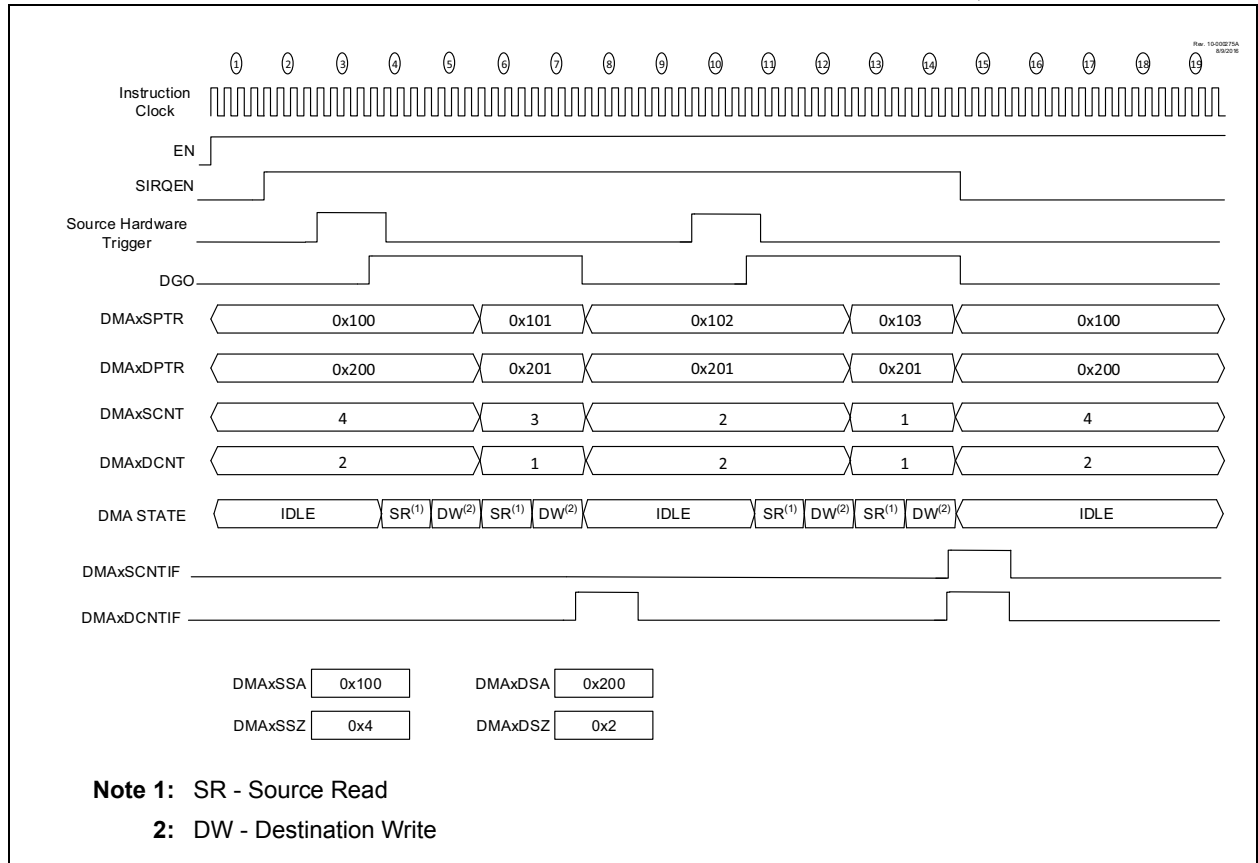 Rev. 10-000275A
8/9/2016
1 2 3 4 5 6 7 8 9 10 11 12 13 14 15 16 17 18 19
Instruction
Clock
EN
SIRQEN
Source Hardware
Trigger
DGO
DMAxSPTR 0x100 0x101 0x102 0x103 0x100
DMAxDPTR 0x200 0x201 0x201 0x201 0x200
DMAxSCNT 4 3 2 1 4
DMAxDCNT 2 1 2 1 2
DMA STATE IDLE SR(1) DW(2) SR(1) DW(2) IDLE SR(1) DW(2) SR(1) DW(2) IDLE
DMAxSCNTIF
DMAxDCNTIF
DMAxSSA 0x100 DMAxDSA 0x200
DMAxSSZ 0x4 DMAxDSZ 0x2
Note 1: SR - Source Read
2: DW - Destination Write